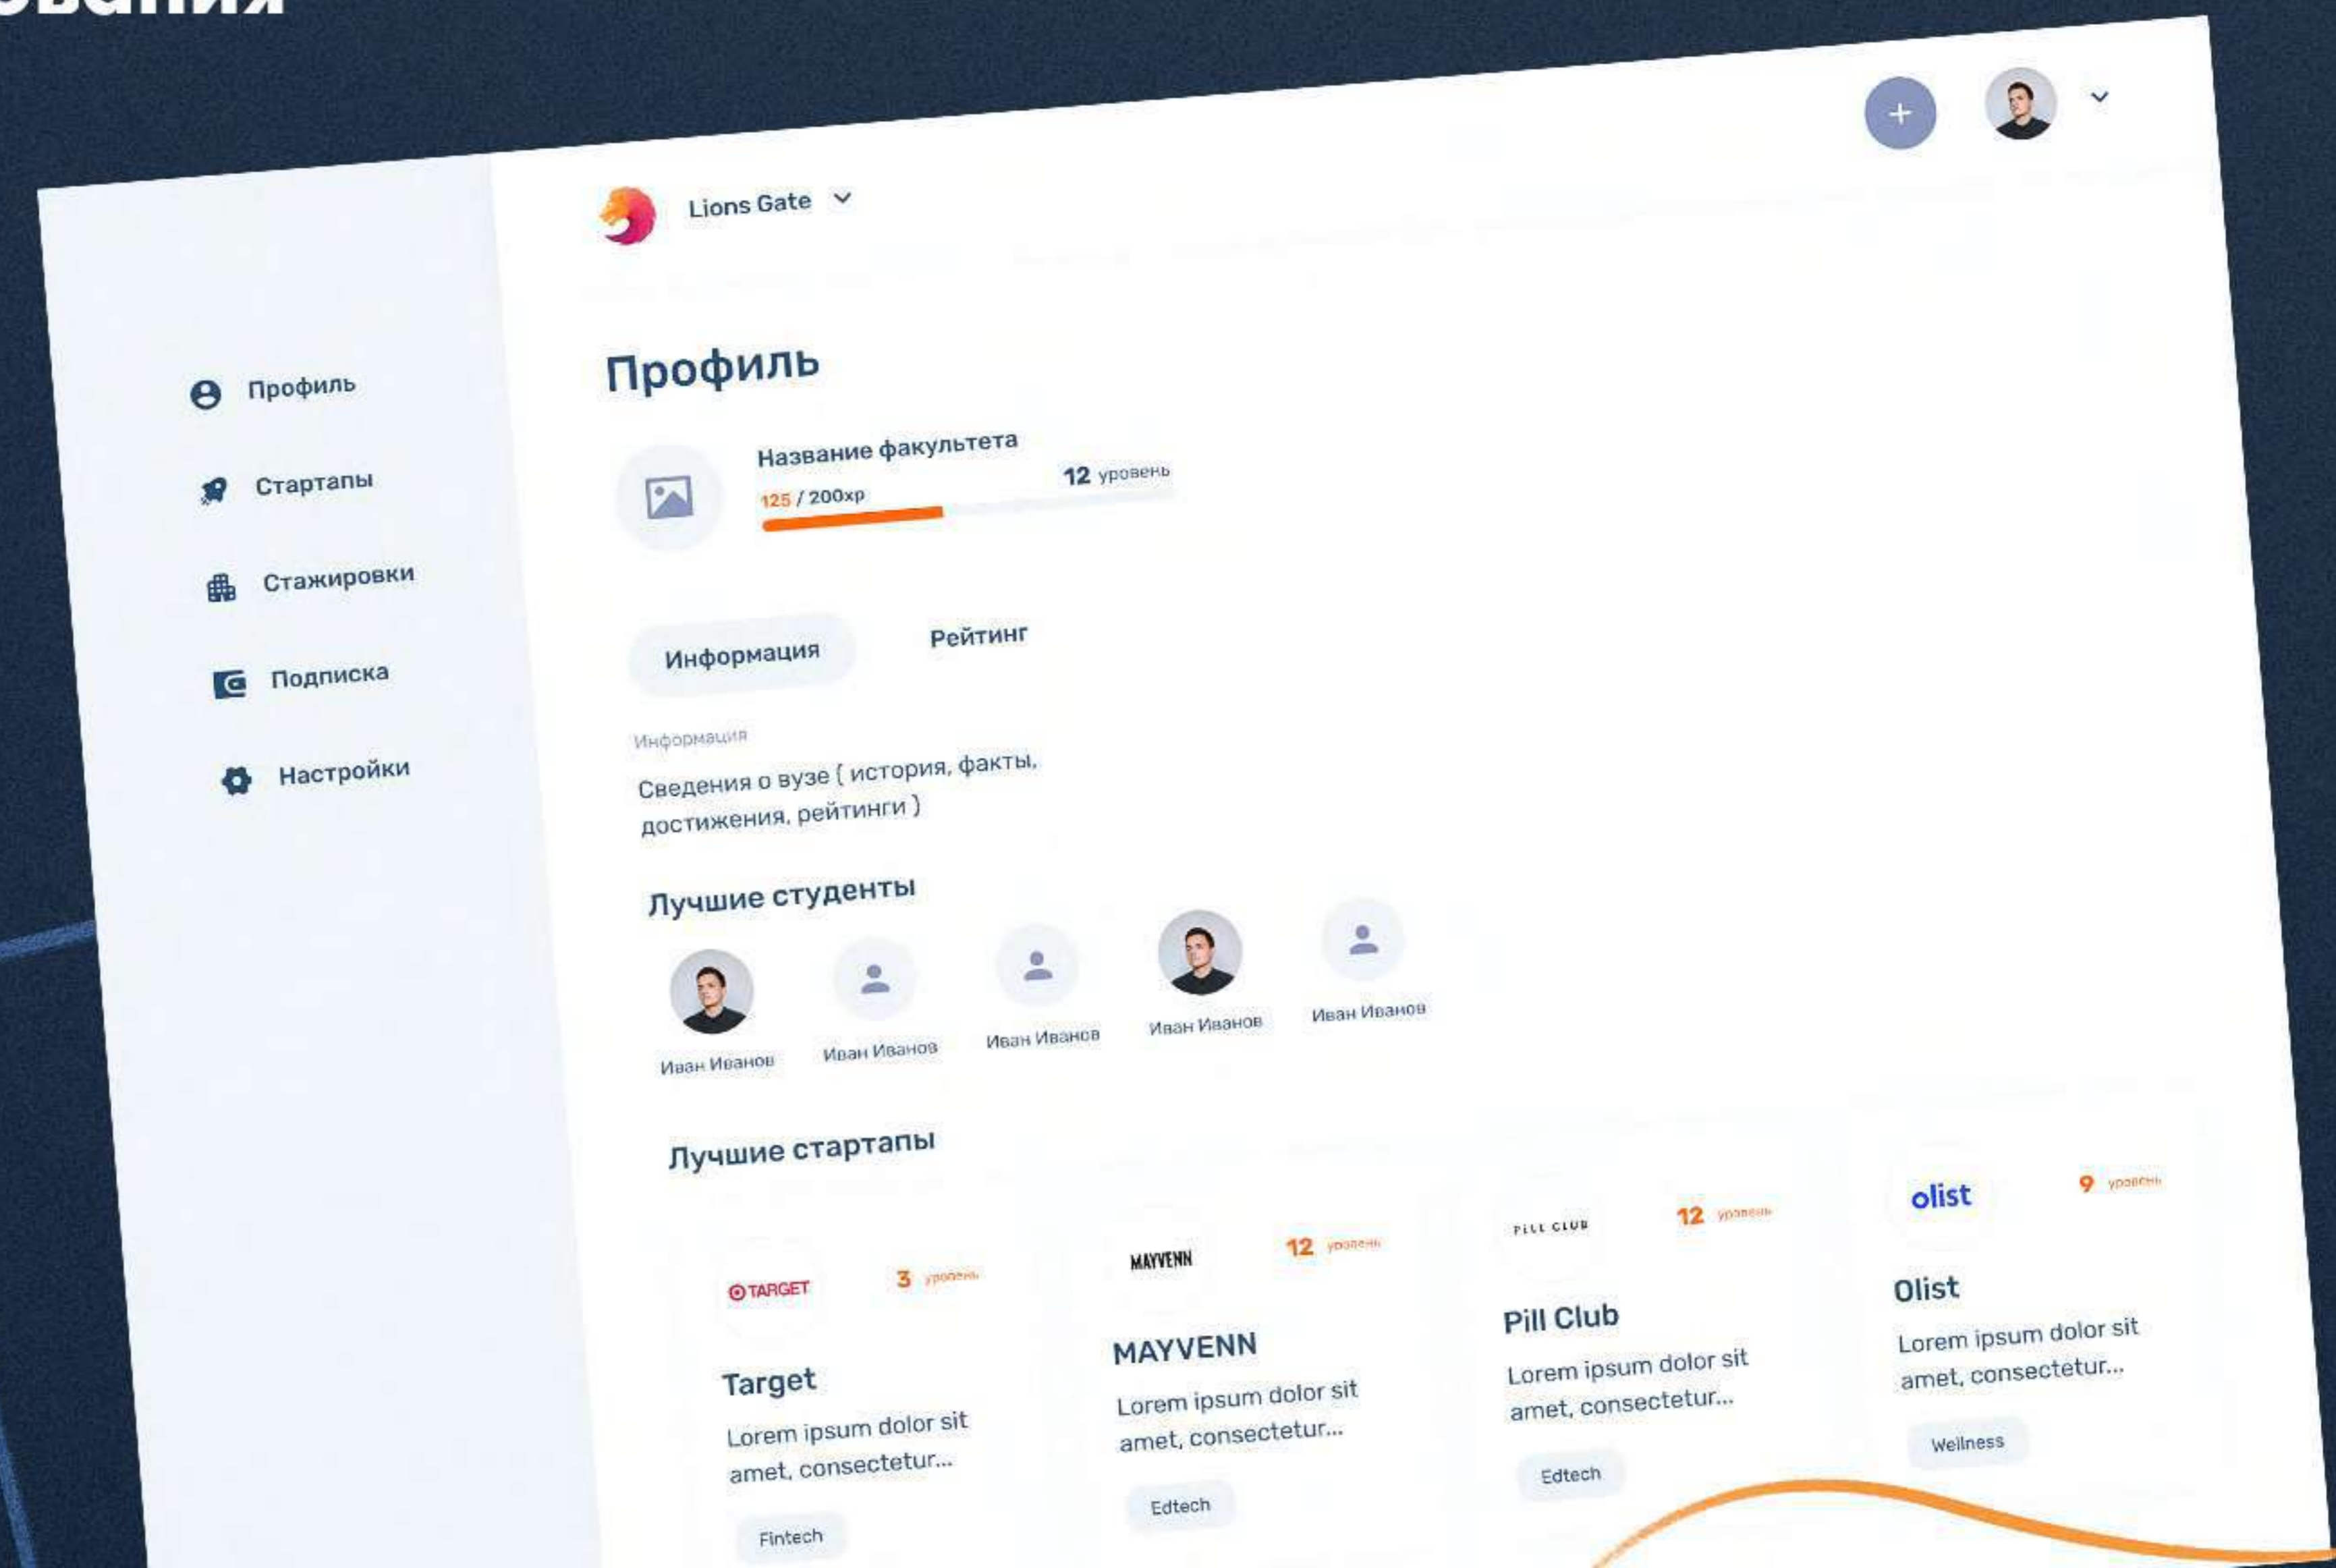 Lions Gate
Профиль
Стартапы
Стажировки
Подписка
Настройки
Профиль
Название факультета
125 / 200xp
12 уровень
Информация
Рейтинг
Информация
Сведения о вузе ( история, факты,
достижения, рейтинги )
Лучшие студенты
Иван Иванов
Иван Иванов
Иван Иванов
Иван Иванов
Иван Иванов
Лучшие стартапы
TARGET
3 уровень
Target
Lorem ipsum dolor sit
amet, consectetur...
Fintech
MAYVENN
12 уровень
MAYVENN
Lorem ipsum dolor sit
amet, consectetur...
Edtech
PILL CLUB
12 уровень
Pill Club
Lorem ipsum dolor sit
amet, consectetur...
Edtech
olist
9 уровень
Olist
Lorem ipsum dolor sit
amet, consectetur...
Wellness